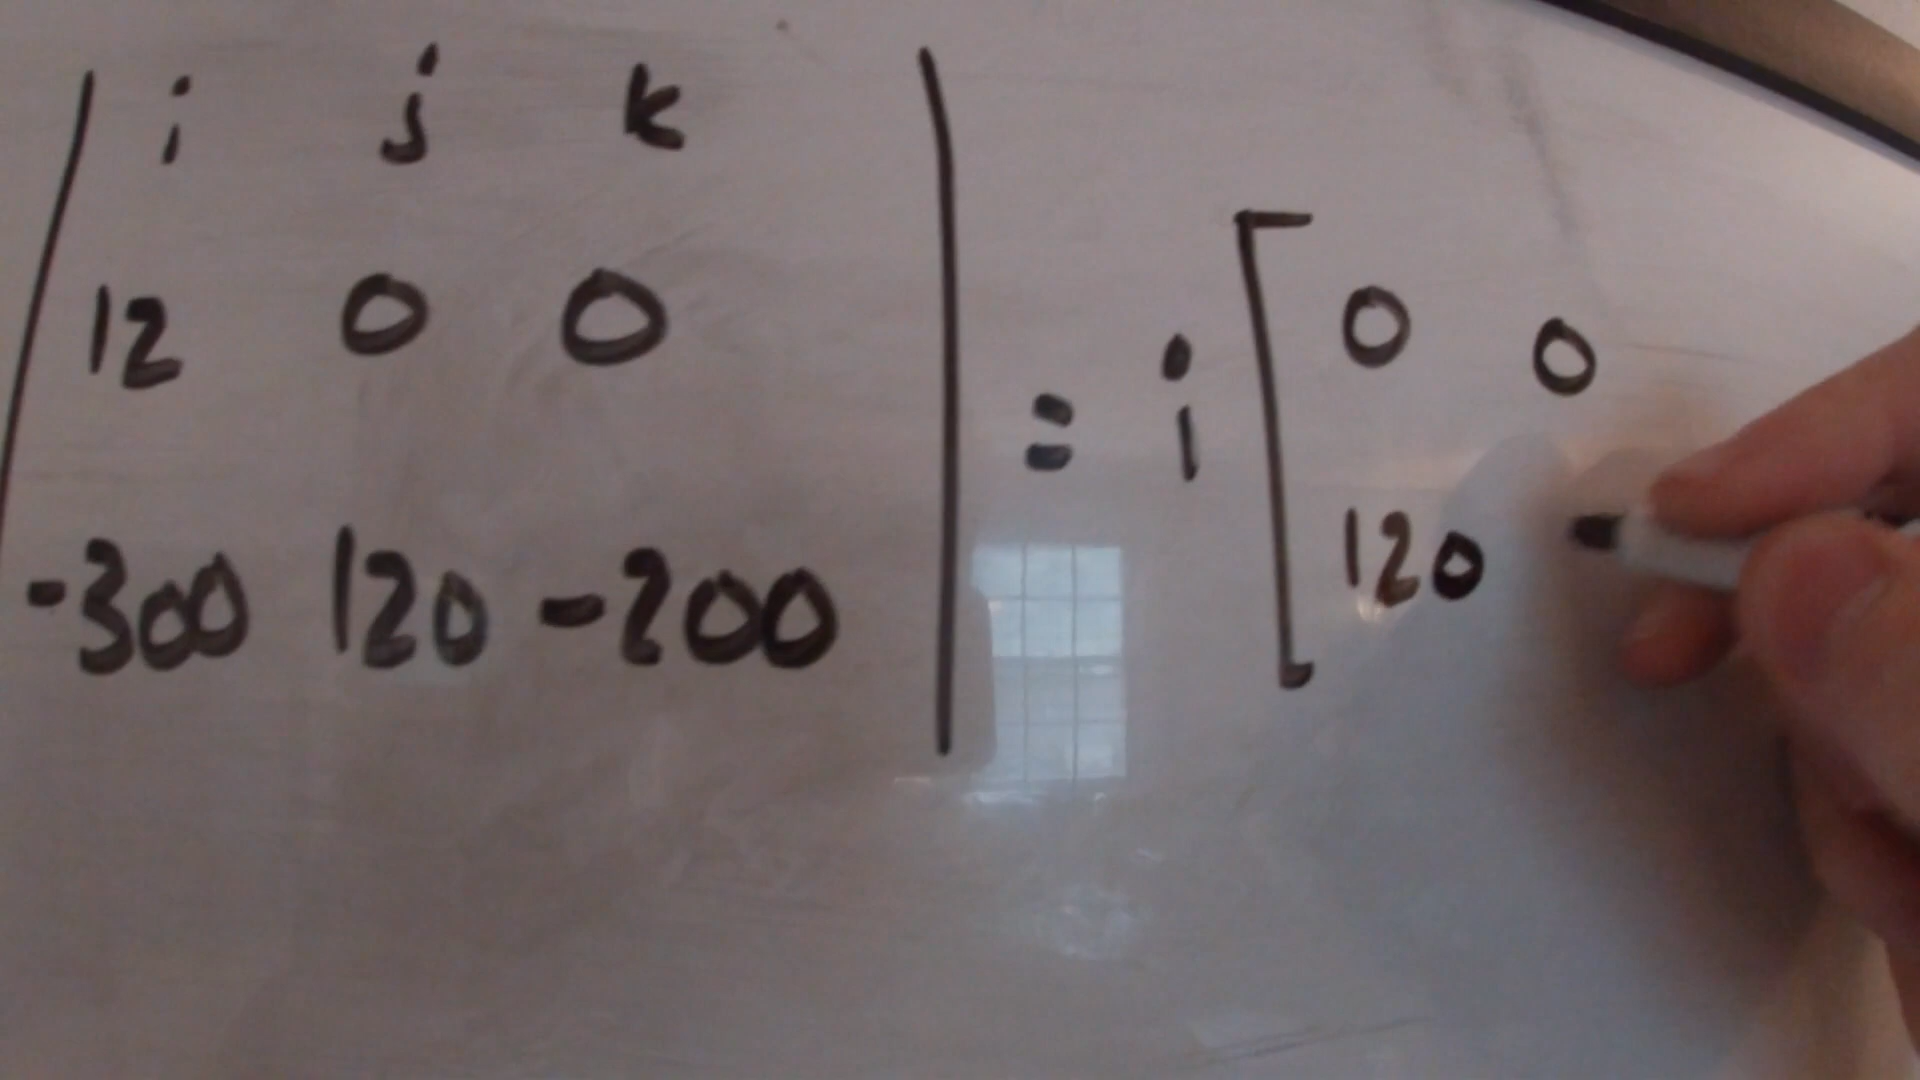 | i j k |
| 12 0 0 | = i [ 0 0
| -300 120 -200 | [ 120